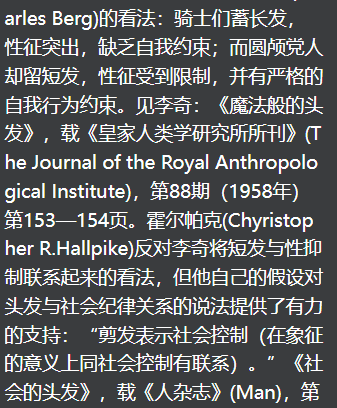 arles Berg)的看法：骑士们蓄长发，
性征突出，缺乏自我约束；而圆颅党人
却留短发，性征受到限制，并有严格的
自我行为约束。见李奇：《魔法般的头
发》，载《皇家人类学研究所所刊》(T
he Journal of the Royal Anthropolo
gical Institute)，第88期（1958年）
第153—154页。霍尔帕克(Chyristop
her R.Hallpike)反对李奇将短发与性抑
制联系起来的看法，但他自己的假设对
头发与社会纪律关系的说法提供了有力
的支持：“剪发表示社会控制（在象征
的意义上同社会控制有联系）。”《社
会的头发》，载《人杂志》(Man)，第